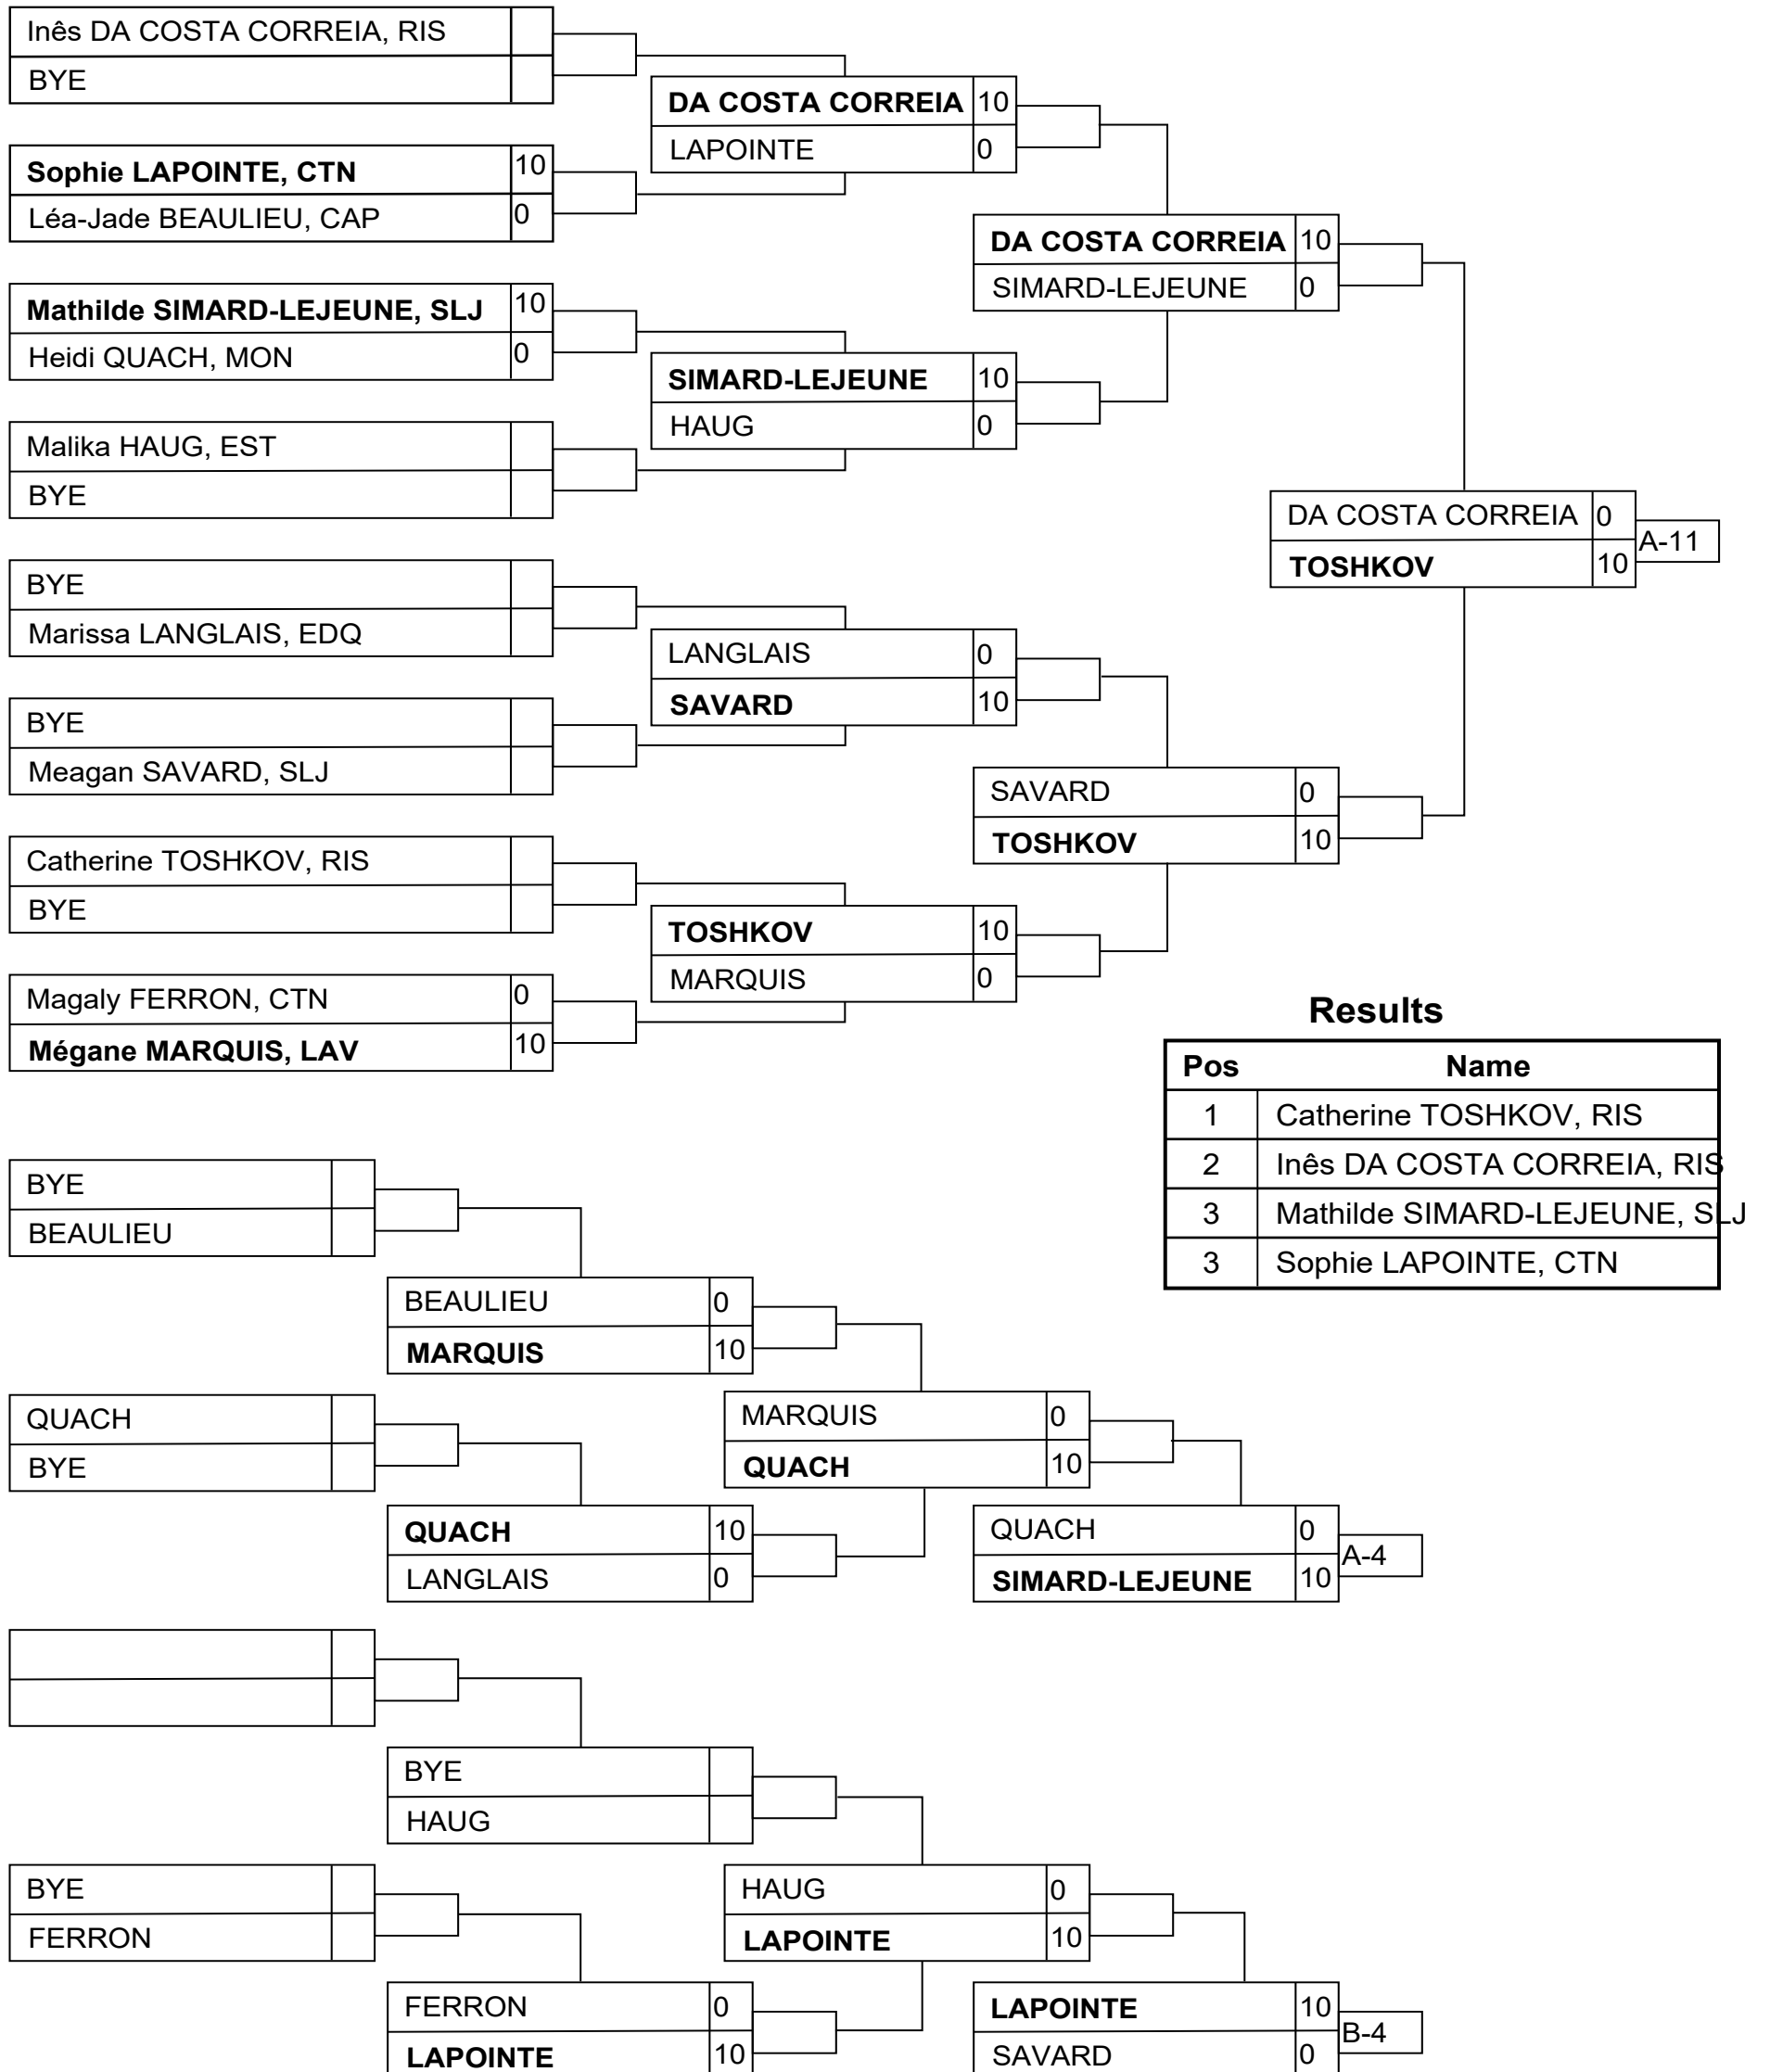 Inês DA COSTA CORREIA, RIS
BYE
Sophie LAPOINTE, CTN 10
Léa-Jade BEAULIEU, CAP 0
Mathilde SIMARD-LEJEUNE, SLJ 10
Heidi QUACH, MON 0
Malika HAUG, EST
BYE
BYE
Marissa LANGLAIS, EDQ
BYE
Meagan SAVARD, SLJ
Catherine TOSHKOV, RIS
BYE
Magaly FERRON, CTN 0
Mégane MARQUIS, LAV 10
DA COSTA CORREIA 10
LAPOINTE 0
SIMARD-LEJEUNE 10
HAUG 0
LANGLAIS 0
SAVARD 10
TOSHKOV 10
MARQUIS 0
DA COSTA CORREIA 10
SIMARD-LEJEUNE 0
SAVARD 0
TOSHKOV 10
DA COSTA CORREIA 0
TOSHKOV 10
A-11
Results
Pos Name
1 Catherine TOSHKOV, RIS
2 Inês DA COSTA CORREIA, RIS
3 Mathilde SIMARD-LEJEUNE, SLJ
3 Sophie LAPOINTE, CTN
BYE
BEAULIEU
QUACH
BYE
BEAULIEU 0
MARQUIS 10
QUACH 10
LANGLAIS 0
MARQUIS 0
QUACH 10
QUACH 0
SIMARD-LEJEUNE 10
A-4
BYE
HAUG
BYE
FERRON
FERRON 0
LAPOINTE 10
HAUG 0
LAPOINTE 10
LAPOINTE 10
SAVARD 0
B-4